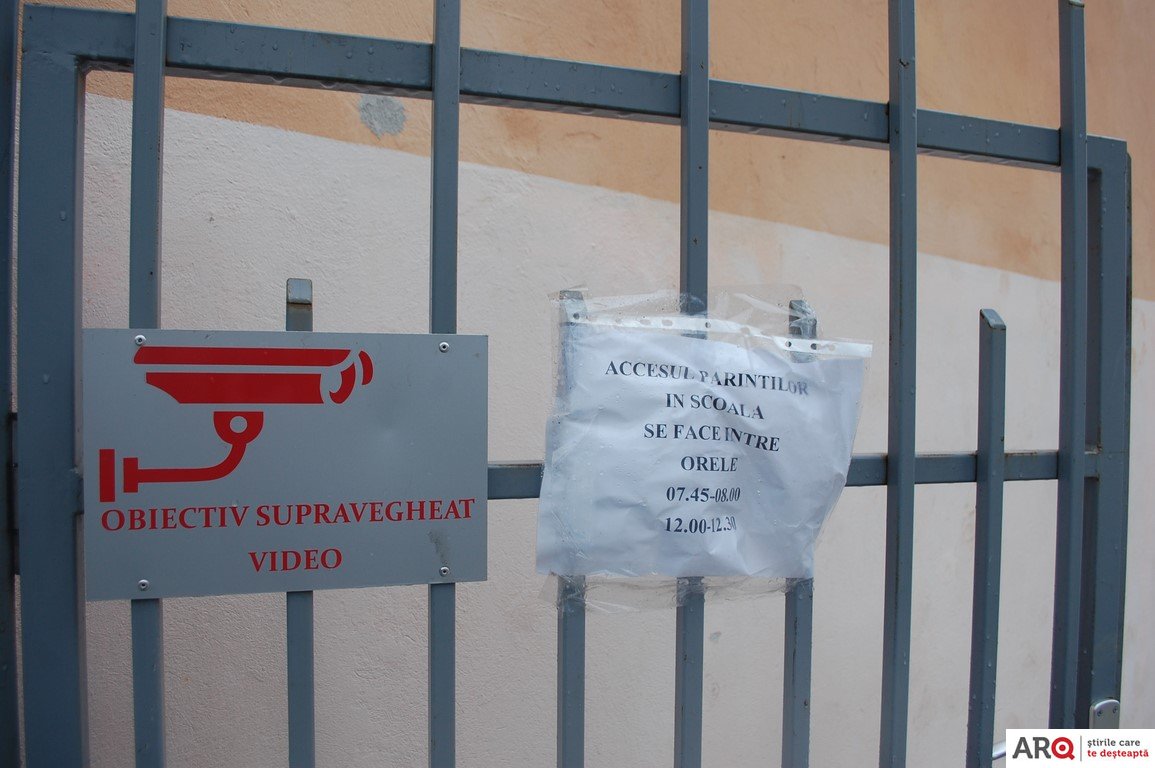 OBIECTIV SUPRAVEGHEAT
VIDEO
ACCESUL PARINTILOR
IN SCOALA
SE FACE INTRE
ORELE
07.45-08.00
12.00-12.30
ARQ
știrile care
te deșteaptă